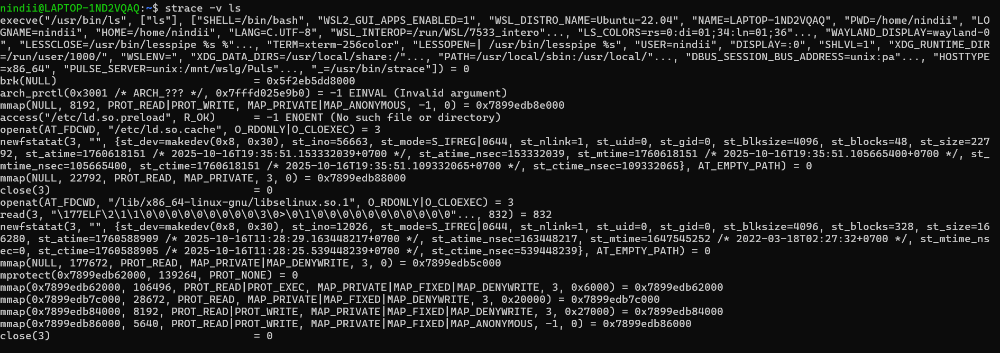 nindii@LAPTOP-1ND2VQAQ:~$ strace -v ls
execve("/usr/bin/ls", ["ls"], ["SHELL=/bin/bash", "WSL2_GUI_APPS_ENABLED=1", "WSL_DISTRO_NAME=Ubuntu-22.04", "NAME=LAPTOP-1ND2VQAQ", "PWD=/home/nindii", "LO
GNAME=nindii", "HOME=/home/nindii", "LANG=C.UTF-8", "WSL_INTEROP=/run/WSL/7533_intero"..., "LS_COLORS=rs=0:di=01;34:ln=01;36"..., "WAYLAND_DISPLAY=wayland-0
", "LESSCLOSE=/usr/bin/lesspipe %s %"..., "TERM=xterm-256color", "LESSOPEN=| /usr/bin/lesspipe %s", "USER=nindii", "DISPLAY=:0", "SHLVL=1", "XDG_RUNTIME_DIR
=/run/user/1000/", "WSLENV=", "XDG_DATA_DIRS=/usr/local/share:/"..., "PATH=/usr/local/sbin:/usr/local/"..., "DBUS_SESSION_BUS_ADDRESS=unix:pa"..., "HOSTTYPE
=x86_64", "PULSE_SERVER=unix:/mnt/wslg/Puls"..., "_=/usr/bin/strace"]) = 0
brk(NULL)                               = 0x5f2eb5dd8000
arch_prctl(0x3001 /* ARCH_??? */, 0x7fffd025e9b0) = -1 EINVAL (Invalid argument)
mmap(NULL, 8192, PROT_READ|PROT_WRITE, MAP_PRIVATE|MAP_ANONYMOUS, -1, 0) = 0x7899edb8e000
access("/etc/ld.so.preload", R_OK)      = -1 ENOENT (No such file or directory)
openat(AT_FDCWD, "/etc/ld.so.cache", O_RDONLY|O_CLOEXEC) = 3
newfstatat(3, "", {st_dev=makedev(0x8, 0x30), st_ino=56663, st_mode=S_IFREG|0644, st_nlink=1, st_uid=0, st_gid=0, st_blksize=4096, st_blocks=48, st_size=227
92, st_atime=1760618151 /* 2025-10-16T19:35:51.153332039+0700 */, st_atime_nsec=153332039, st_mtime=1760618151 /* 2025-10-16T19:35:51.105665400+0700 */, st_
mtime_nsec=105665400, st_ctime=1760618151 /* 2025-10-16T19:35:51.109332065+0700 */, st_ctime_nsec=109332065}, AT_EMPTY_PATH) = 0
mmap(NULL, 22792, PROT_READ, MAP_PRIVATE, 3, 0) = 0x7899edb88000
close(3)                                = 0
openat(AT_FDCWD, "/lib/x86_64-linux-gnu/libselinux.so.1", O_RDONLY|O_CLOEXEC) = 3
read(3, "\177ELF\2\1\1\0\0\0\0\0\0\0\0\0\3\0>\0\1\0\0\0\0\0\0\0\0\0\0\0"..., 832) = 832
newfstatat(3, "", {st_dev=makedev(0x8, 0x30), st_ino=12026, st_mode=S_IFREG|0644, st_nlink=1, st_uid=0, st_gid=0, st_blksize=4096, st_blocks=328, st_size=16
6280, st_atime=1760588909 /* 2025-10-16T11:28:29.163448217+0700 */, st_atime_nsec=163448217, st_mtime=1647545252 /* 2022-03-18T02:27:32+0700 */, st_mtime_ns
ec=0, st_ctime=1760588905 /* 2025-10-16T11:28:25.539448239+0700 */, st_ctime_nsec=539448239}, AT_EMPTY_PATH) = 0
mmap(NULL, 177672, PROT_READ, MAP_PRIVATE|MAP_DENYWRITE, 3, 0) = 0x7899edb5c000
mprotect(0x7899edb62000, 139264, PROT_NONE) = 0
mmap(0x7899edb62000, 106496, PROT_READ|PROT_EXEC, MAP_PRIVATE|MAP_FIXED|MAP_DENYWRITE, 3, 0x6000) = 0x7899edb62000
mmap(0x7899edb7c000, 28672, PROT_READ, MAP_PRIVATE|MAP_FIXED|MAP_DENYWRITE, 3, 0x20000) = 0x7899edb7c000
mmap(0x7899edb84000, 8192, PROT_READ|PROT_WRITE, MAP_PRIVATE|MAP_FIXED|MAP_DENYWRITE, 3, 0x27000) = 0x7899edb84000
mmap(0x7899edb86000, 5640, PROT_READ|PROT_WRITE, MAP_PRIVATE|MAP_FIXED|MAP_ANONYMOUS, -1, 0) = 0x7899edb86000
close(3)                                = 0